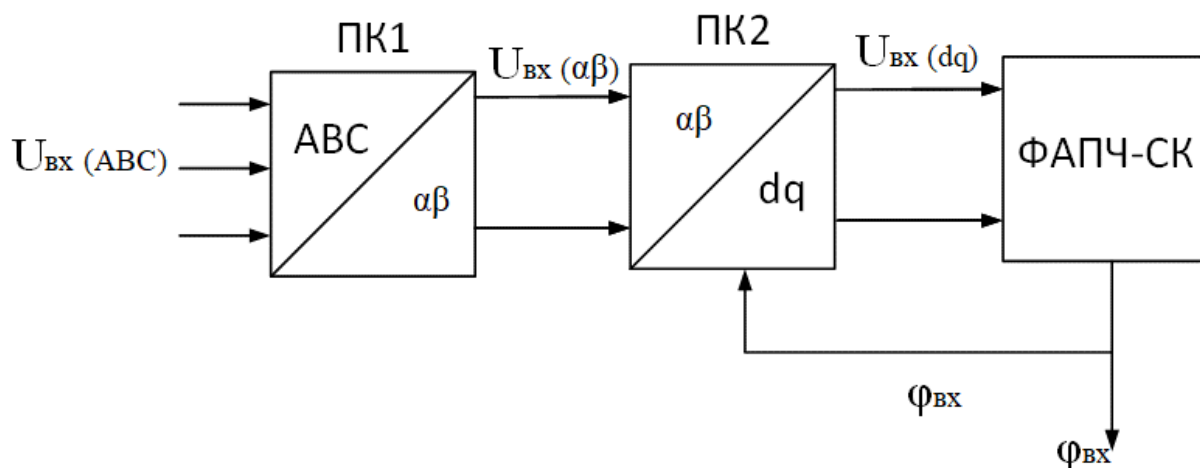 ПК1
ПК2
Uвх (αβ)
Uвх (dq)
Uвх (ABC)
ABC
αβ
αβ
dq
ФАПЧ-СК
φвх
φвх